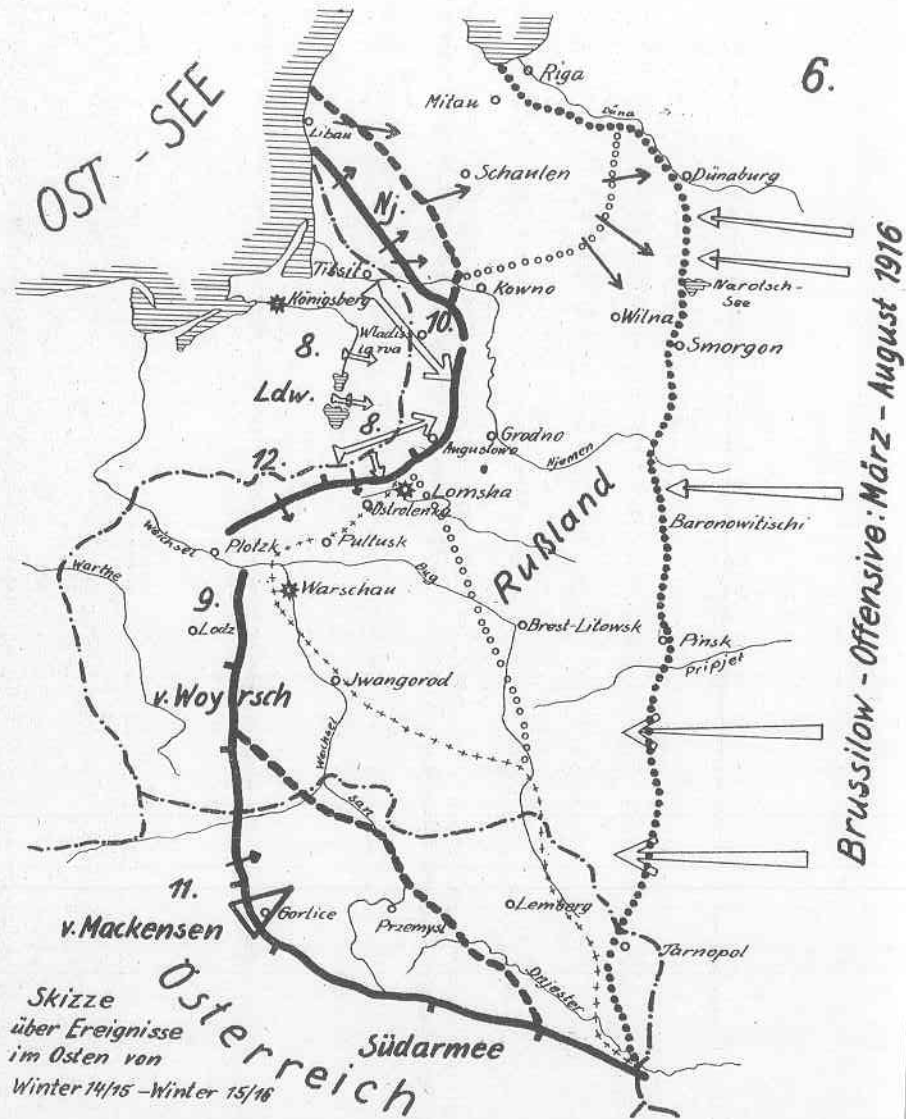 6.
OST - SEE
Riga
Mitau
Düna
Libau
Schaulen
Dünaburg
Nj.
Tilsit
Kowno
Narotsch-
See
Königsberg
10.
Wladis
Wilna
Smorgon
8.
Ldw.
8.
Grodno
Augustowo
Njemen
12.
Lomsha
Ostrolenka
Rußland
Baronowitischi
Weichsel
Plotzk
Pultusk
Bug
Warthe
Warschau
9.
Lodz
Brest-Litowsk
Pinsk
Pripjet
v. Woyrsch
Jwangorod
Weichsel
San
11.
v. Mackensen
Gorlice
Przemysl
Lemberg
Tarnopol
Dnjester
Österreich
Südarmee
Skizze
über Ereignisse
im Osten von
Winter 14/15 - Winter 15/16
Brussilow - Offensive: März - August 1916